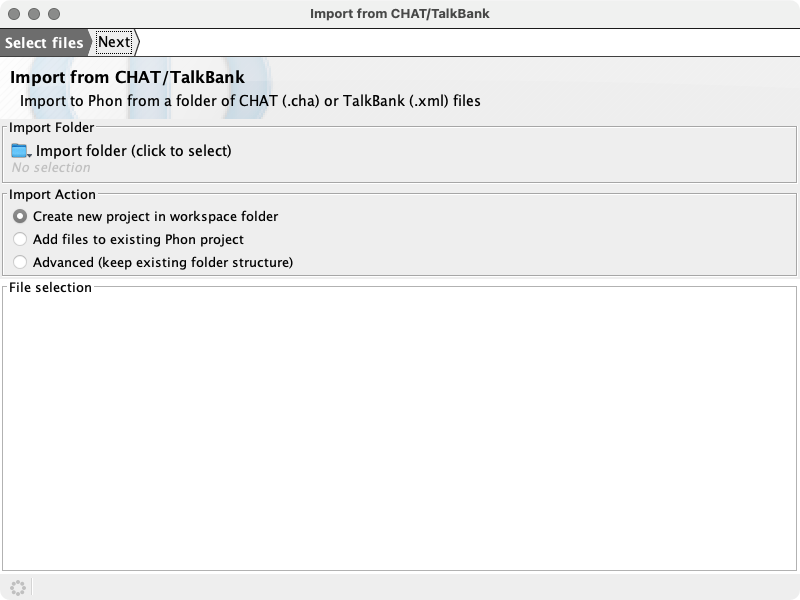 Import from CHAT/TalkBank
Select files Next
Import from CHAT/TalkBank
Import to Phon from a folder of CHAT (.cha) or TalkBank (.xml) files
Import Folder
Import folder (click to select)
No selection
Import Action
Create new project in workspace folder
Add files to existing Phon project
Advanced (keep existing folder structure)
File selection